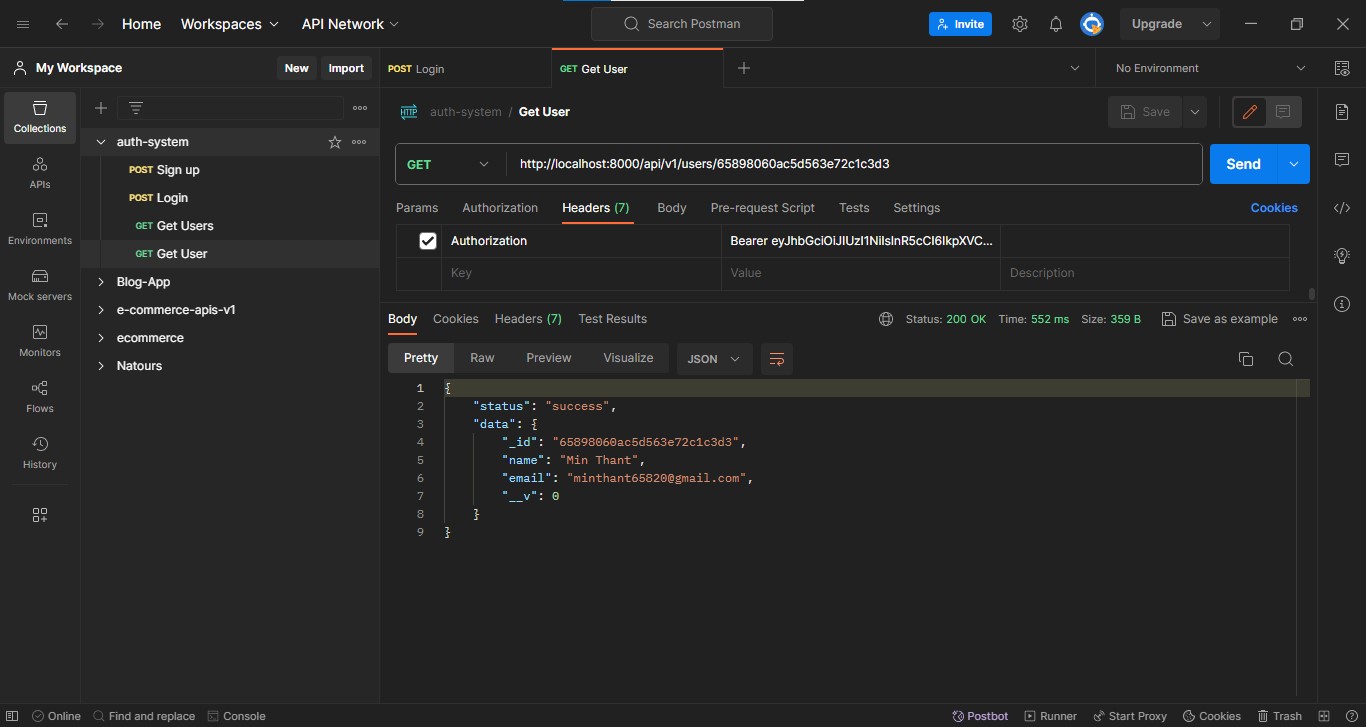 Home Workspaces API Network Search Postman Invite Upgrade
My Workspace New Import POST Login GET Get User No Environment
Collections
APIs
Environments
Mock servers
Monitors
Flows
History
auth-system
POST Sign up
POST Login
GET Get Users
GET Get User
Blog-App
e-commerce-apis-v1
ecommerce
Natours
HTTP auth-system / Get User Save
GET http://localhost:8000/api/v1/users/65898060ac5d563e72c1c3d3 Send
Params Authorization Headers (7) Body Pre-request Script Tests Settings Cookies
Authorization Bearer eyJhbGciOiJIUzI1NiIsInR5cCI6IkpXVC...
Key Value Description
Body Cookies Headers (7) Test Results Status: 200 OK Time: 552 ms Size: 359 B Save as example
Pretty Raw Preview Visualize JSON
1 {
2 "status": "success",
3 "data": {
4 "_id": "65898060ac5d563e72c1c3d3",
5 "name": "Min Thant",
6 "email": "minthant65820@gmail.com",
7 "__v": 0
8 }
9 }
Online Find and replace Console Postbot Runner Start Proxy Cookies Trash